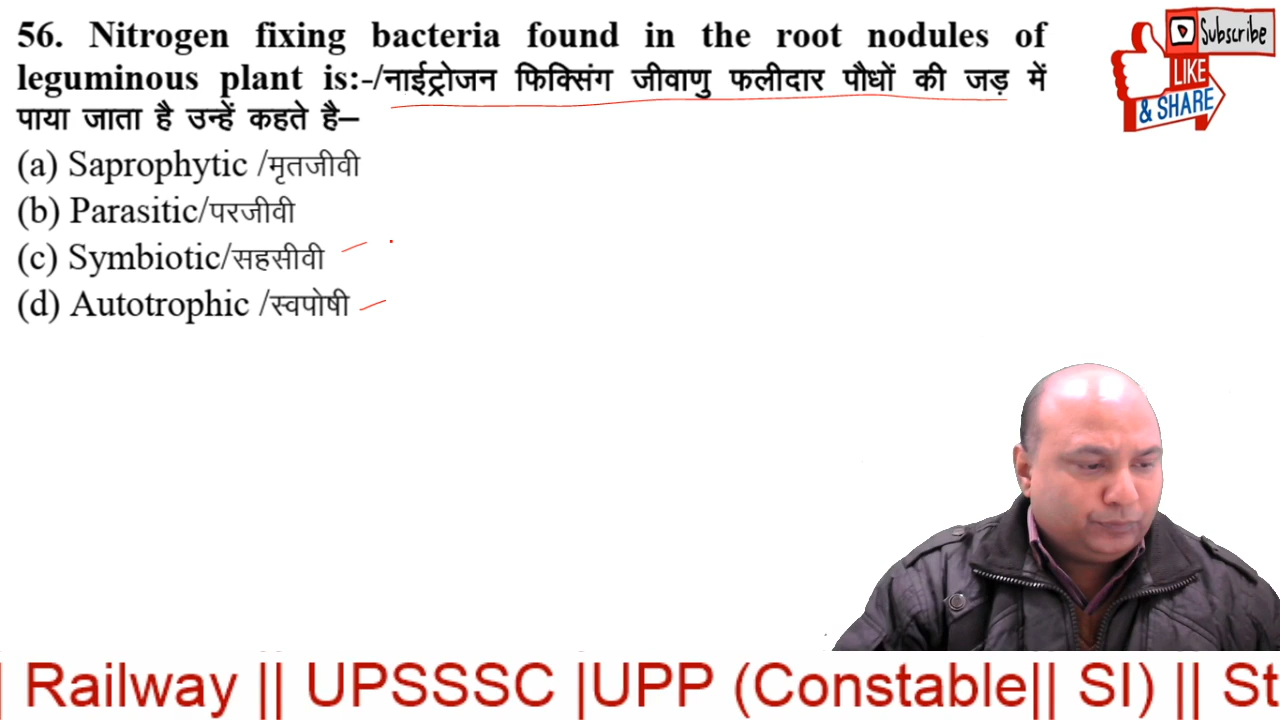 56. Nitrogen fixing bacteria found in the root nodules of
leguminous plant is:-/नाईट्रोजन फिक्सिंग जीवाणु फलीदार पौधों की जड़ में
पाया जाता है उन्हें कहते है–
(a) Saprophytic /मृतजीवी
(b) Parasitic/परजीवी
(c) Symbiotic/सहसीवी
(d) Autotrophic /स्वपोषी
Subscribe
LIKE
& SHARE
| Railway || UPSSSC |UPP (Constable|| SI) || St